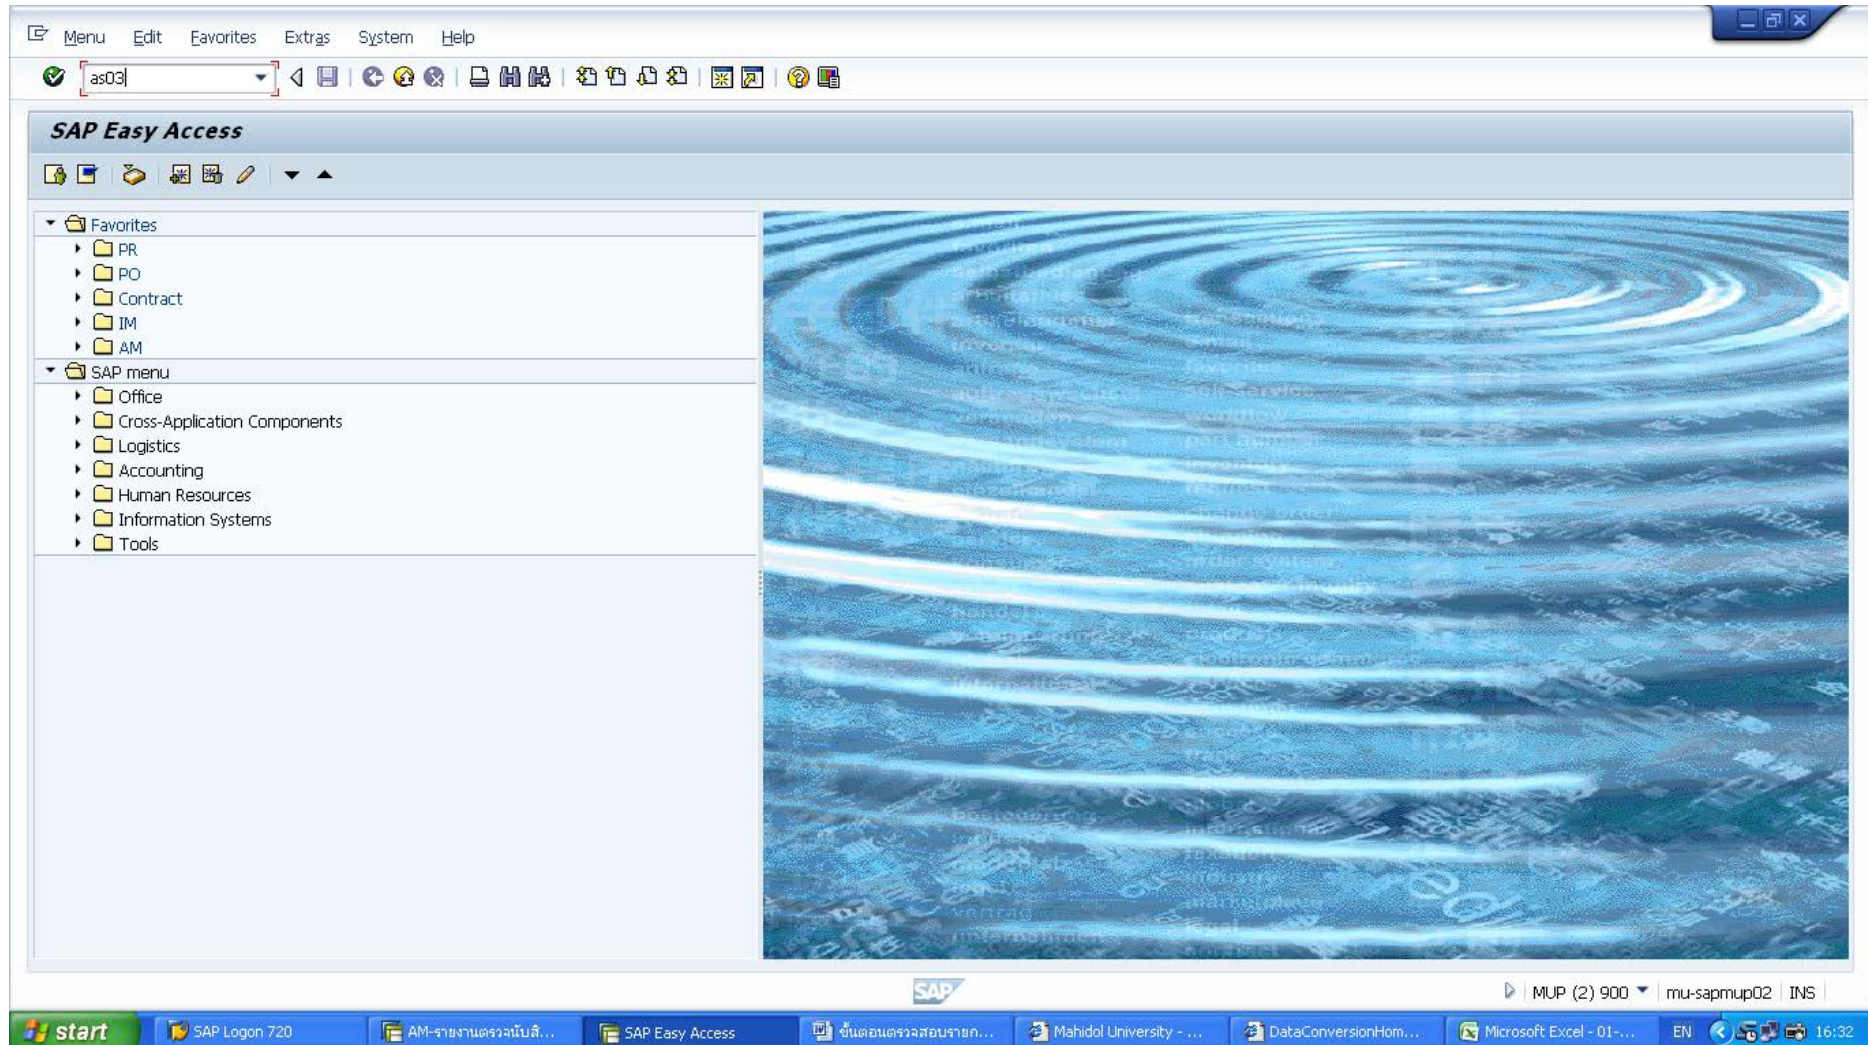 Menu Edit Favorites Extras System Help
as03
SAP Easy Access
Favorites
PR
PO
Contract
IM
AM
SAP menu
Office
Cross-Application Components
Logistics
Accounting
Human Resources
Information Systems
Tools
SAP
MUP (2) 900 mu-sapmup02 INS
start SAP Logon 720 AM-รายงานตรวจนับสิ... SAP Easy Access ขั้นตอนตรวจสอบรายก... Mahidol University - ... DataConversionHom... Microsoft Excel - 01-... EN 16:32